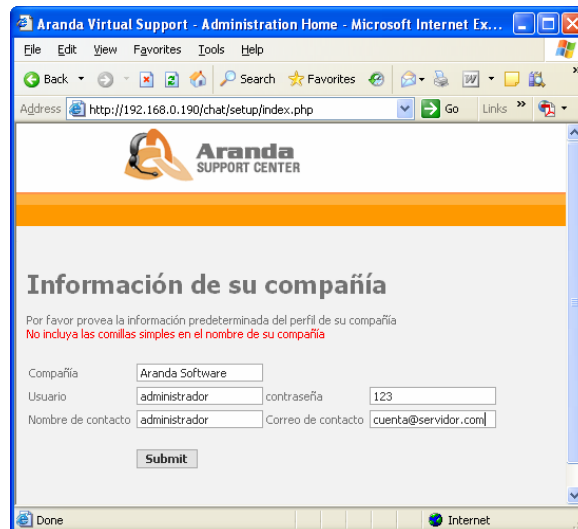 Aranda Virtual Support - Administration Home - Microsoft Internet Ex...
File Edit View Favorites Tools Help
Back Search Favorites
Address http://192.168.0.190/chat/setup/index.php Go Links »
Aranda
SUPPORT CENTER
Información de su compañía
Por favor provea la información predeterminada del perfil de su compañía
No incluya las comillas simples en el nombre de su compañía
Compañía Aranda Software
Usuario administrador contraseña 123
Nombre de contacto administrador Correo de contacto cuenta@servidor.com
Submit
Done Internet